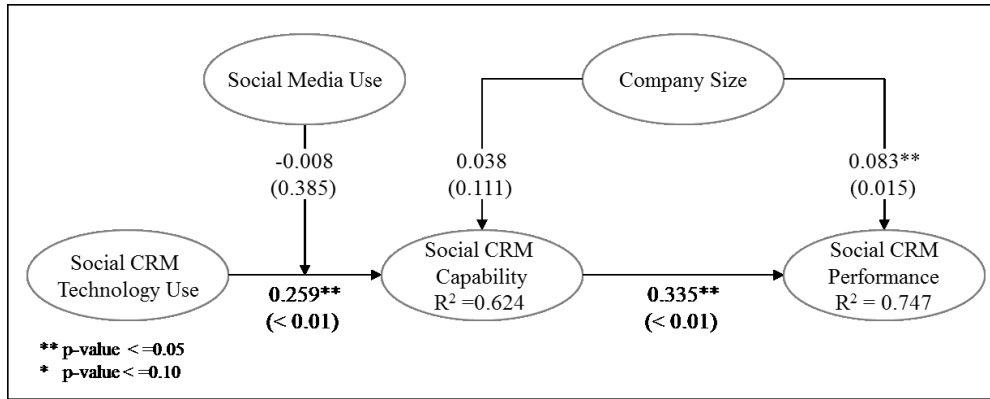 Social Media Use
Company Size
-0.008
(0.385)
0.038
(0.111)
0.083**
(0.015)
Social CRM
Technology Use
0.259**
(< 0.01)
Social CRM
Capability
R² =0.624
0.335**
(< 0.01)
Social CRM
Performance
R² = 0.747
** p-value < =0.05
* p-value < =0.10